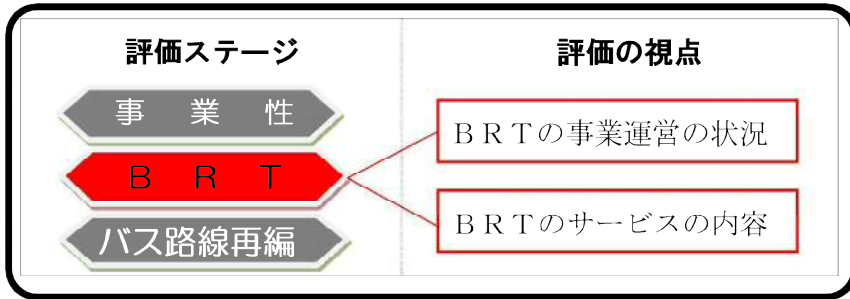 評価ステージ
評価の視点
事業性
BRT
バス路線再編
BRTの事業運営の状況
BRTのサービスの内容